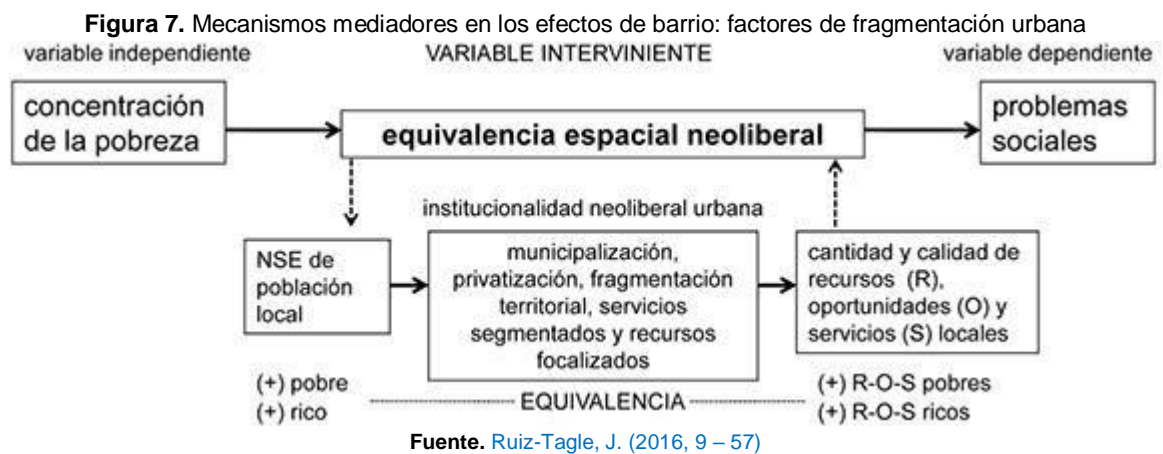 Figura 7. Mecanismos mediadores en los efectos de barrio: factores de fragmentación urbana
variable independiente
VARIABLE INTERVINIENTE
variable dependiente
concentración
de la pobreza
equivalencia espacial neoliberal
problemas
sociales
institucionalidad neoliberal urbana
NSE de
población
local
municipalización,
privatización, fragmentación
territorial, servicios
segmentados y recursos
focalizados
cantidad y calidad de
recursos (R),
oportunidades (O) y
servicios (S) locales
(+) pobre
(+) rico
EQUIVALENCIA
(+) R-O-S pobres
(+) R-O-S ricos
Fuente. Ruiz-Tagle, J. (2016, 9 – 57)